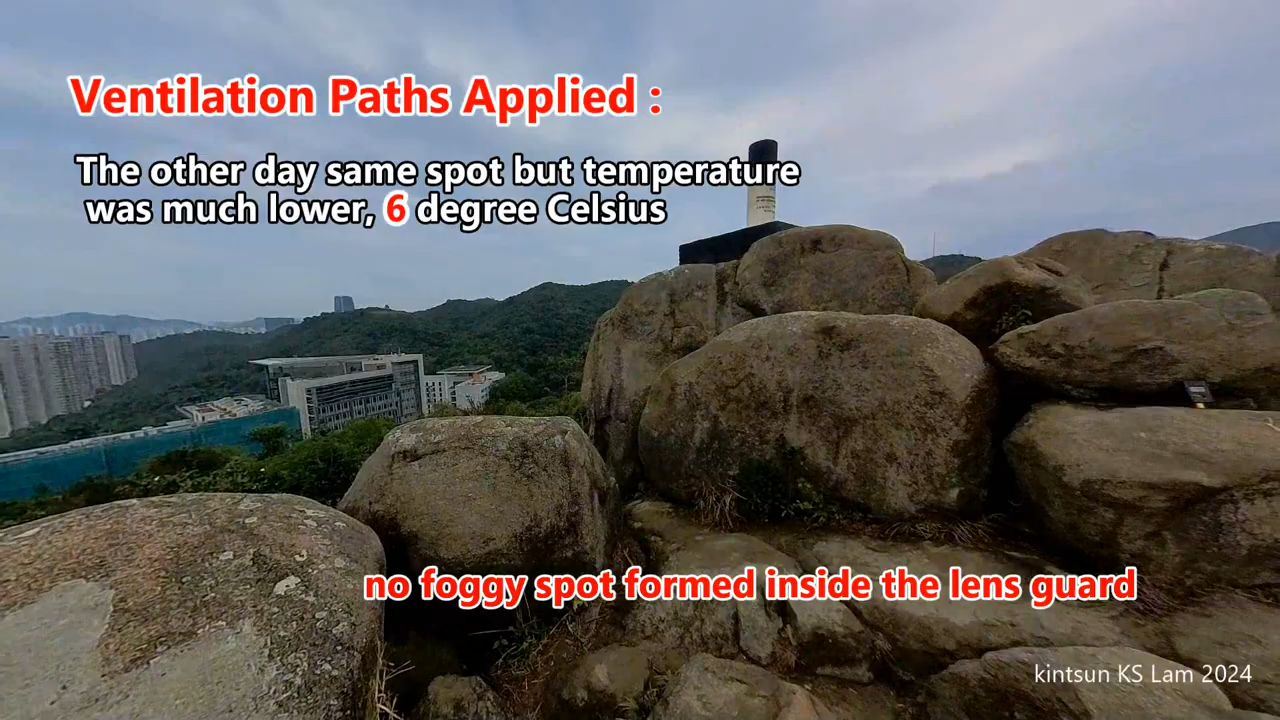 Ventilation Paths Applied :
The other day same spot but temperature
was much lower, 6 degree Celsius
no foggy spot formed inside the lens guard
kintsun KS Lam 2024